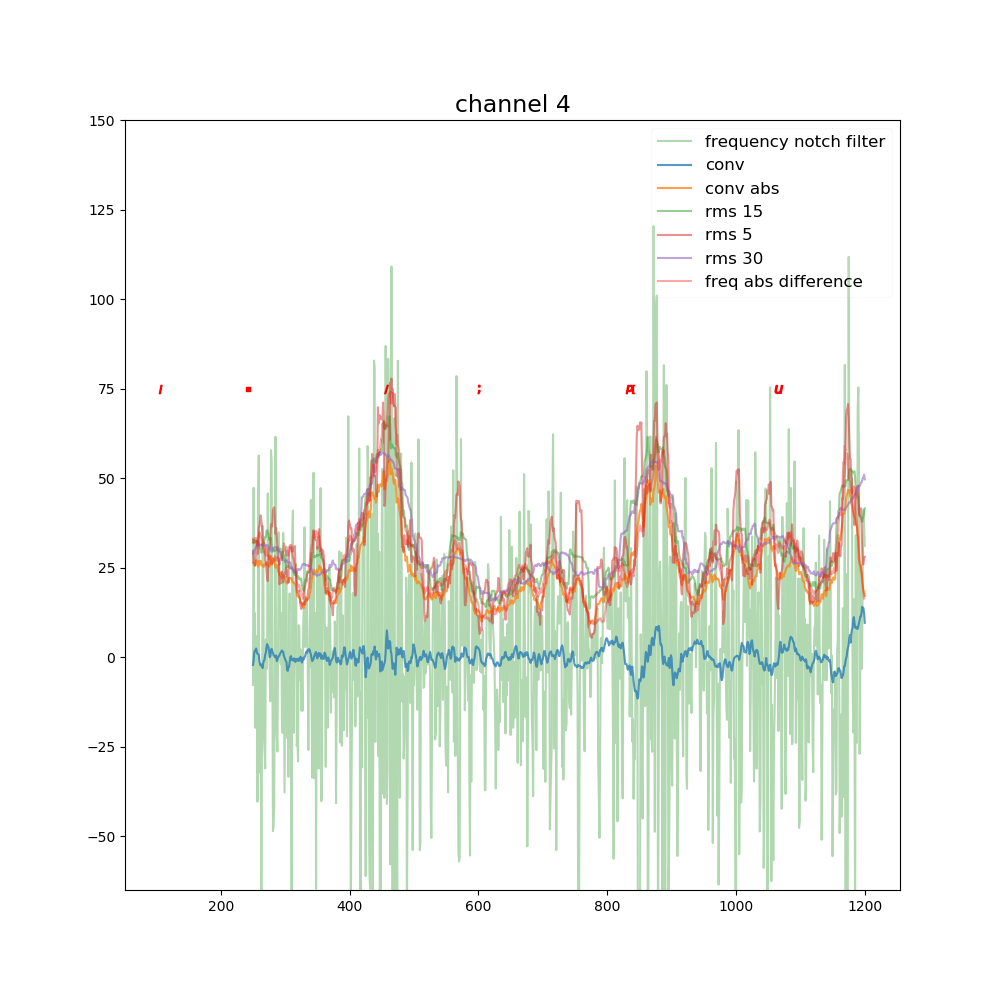 channel 4
150
125
100
75
50
25
0
−25
−50
200
400
600
800
1000
1200
frequency notch filter
conv
conv abs
rms 15
rms 5
rms 30
freq abs difference
;